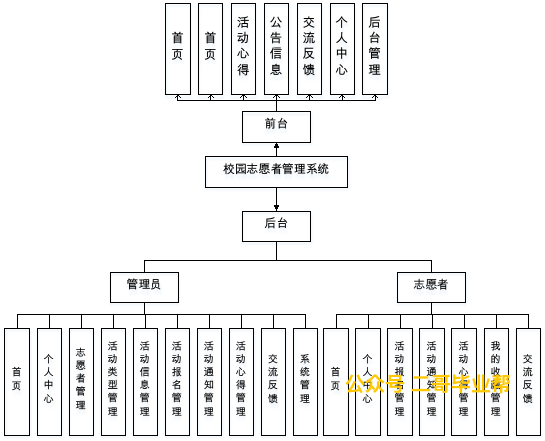 首页
首页
活动心得
公告信息
交流反馈
个人中心
后台管理
前台
校园志愿者管理系统
后台
管理员
志愿者
首页
个人中心
志愿者管理
活动类型管理
活动信息管理
活动报名管理
活动通知管理
活动心得管理
交流反馈
系统管理
首页
个人中心
活动报名管理
活动通知管理
活动心得管理
我的收藏管理
交流反馈
公众号 二哥毕业帮